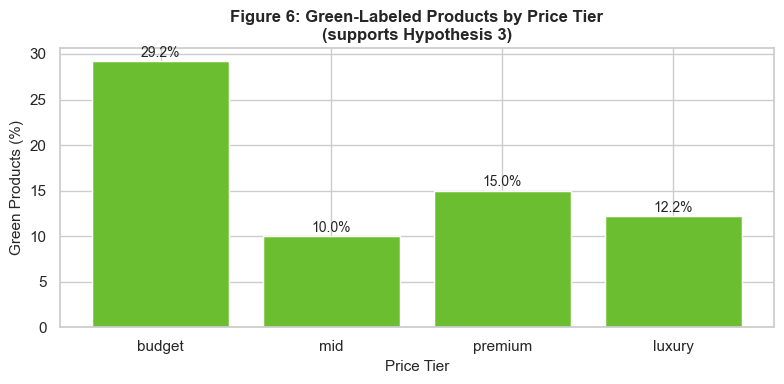 Figure 6: Green-Labeled Products by Price Tier
(supports Hypothesis 3)
Green Products (%)
30
25
20
15
10
5
0
29.2%
10.0%
15.0%
12.2%
budget
mid
premium
luxury
Price Tier